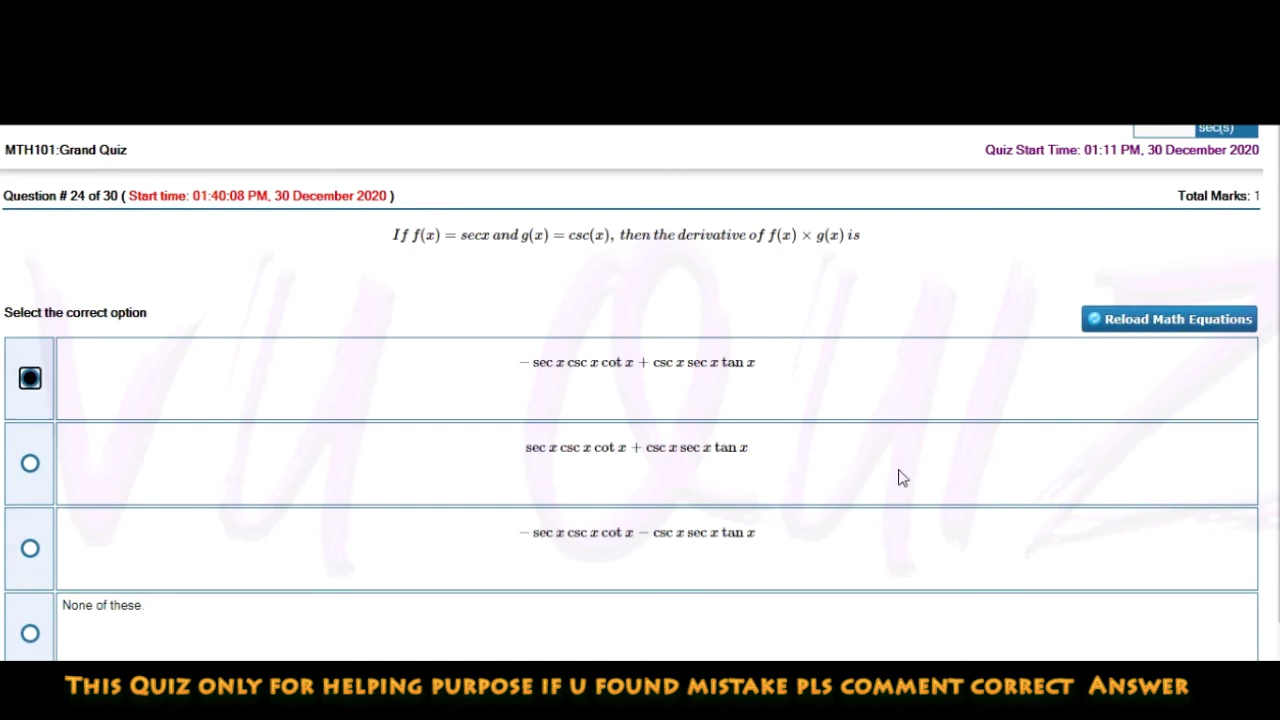 sec(s)
MTH101:Grand Quiz
Quiz Start Time: 01:11 PM, 30 December 2020
Question # 24 of 30 ( Start time: 01:40:08 PM, 30 December 2020 )
Total Marks: 1
If f(x) = secx and g(x) = csc(x), then the derivative of f(x) × g(x) is
Select the correct option
Reload Math Equations
− sec x csc x cot x + csc x sec x tan x
sec x csc x cot x + csc x sec x tan x
− sec x csc x cot x − csc x sec x tan x
None of these.
VU QUIZ
This Quiz only for helping purpose if u found mistake pls comment correct Answer